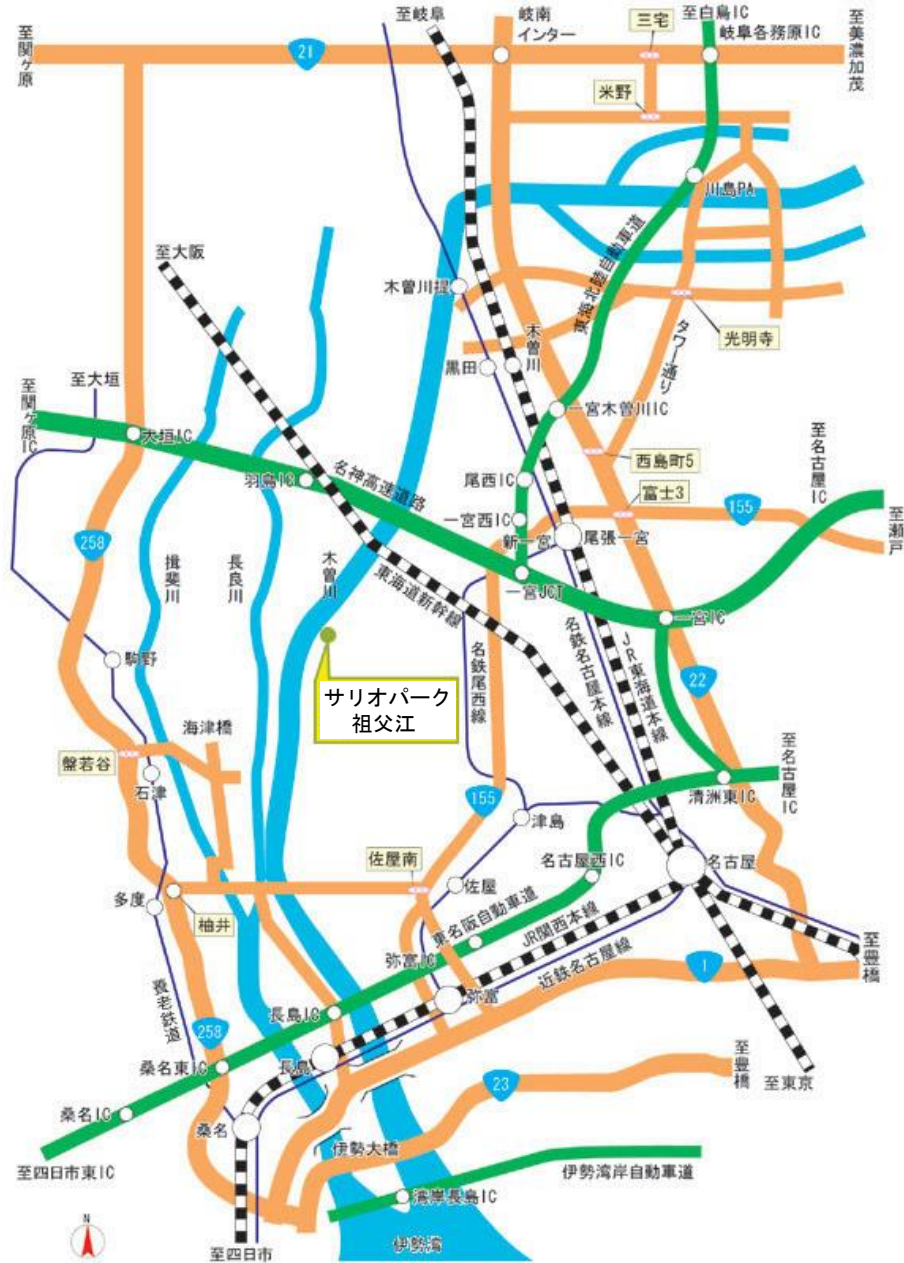 至岐阜
岐南
インター
三宅
至白鳥IC
岐阜各務原IC
至関ヶ原
21
至美濃加茂
米野
川島PA
至大阪
木曽川堤
東海北陸自動車道
木曽川
光明寺
タワー通り
黒田
至大垣
至関ヶ原IC
大垣IC
一宮木曽川IC
羽島IC
名神高速道路
尾西IC
西島町5
至名古屋IC
富士3
155
至瀬戸
一宮西IC
新一宮
尾張一宮
258
揖斐川
長良川
木曽川
東海道新幹線
一宮JCT
一宮IC
駒野
名鉄尾西線
名鉄名古屋本線
JR東海道本線
22
サリオパーク
祖父江
海津橋
盤若谷
石津
清洲東IC
至名古屋IC
155
津島
佐屋南
名古屋西IC
名古屋
多度
柚井
佐屋
東名阪自動車道
JR関西本線
弥富IC
近鉄名古屋線
1
至豊橋
弥富
養老鉄道
長島IC
258
桑名東IC
長島
至豊橋
至東京
23
桑名IC
桑名
伊勢大橋
至四日市東IC
伊勢湾岸自動車道
湾岸長島IC
N
伊勢湾
至四日市